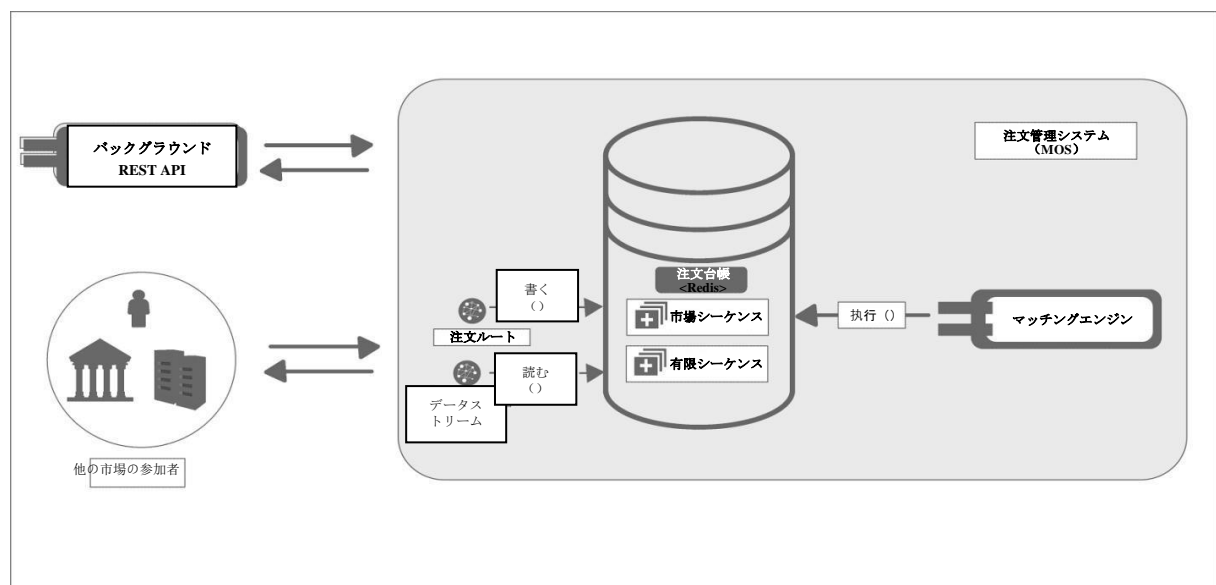 バックグラウンド
REST API
注文管理システム
（MOS）
注文台帳
<Redis>
書く
（）
注文ルート
市場シーケンス
执行（）
マッチングエンジン
有限シーケンス
読む
（）
データス
トリーム
他の市場の参加者